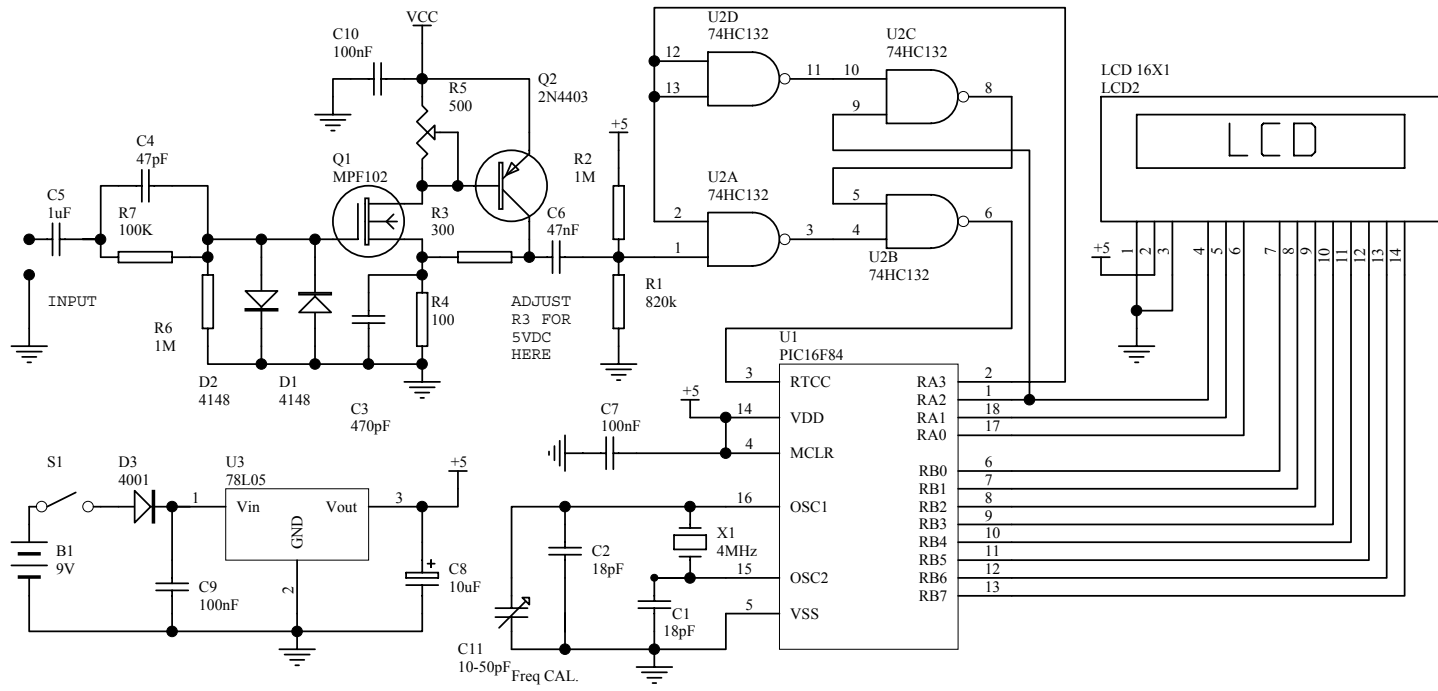 VCC
C10
100nF
R5
500
Q2
2N4403
C4
47pF
Q1
MPF102
C5
1uF
R7
100K
R3
300
C6
47nF
+5
R2
1M
INPUT
R6
1M
D2
4148
D1
4148
C3
470pF
R4
100
ADJUST
R3 FOR
5VDC
HERE
R1
820k
U2D
74HC132
12
13
11
U2C
74HC132
10
9
8
U2A
74HC132
2
1
3
5
4
6
U2B
74HC132
LCD 16X1
LCD2
LCD
+5
1
2
3
4
5
6
7
8
9
10
11
12
13
14
U1
PIC16F84
3
RTCC
RA3
2
RA2
1
+5
14
VDD
RA1
18
RA0
17
C7
100nF
4
MCLR
RB0
6
RB1
7
16
OSC1
RB2
8
RB3
9
RB4
10
RB5
11
15
OSC2
RB6
12
RB7
13
5
VSS
X1
4MHz
C2
18pF
C1
18pF
C11
10-50pF
Freq CAL.
S1
D3
4001
U3
78L05
1
Vin
Vout
3
GND
2
+5
B1
9V
C9
100nF
+
C8
10uF